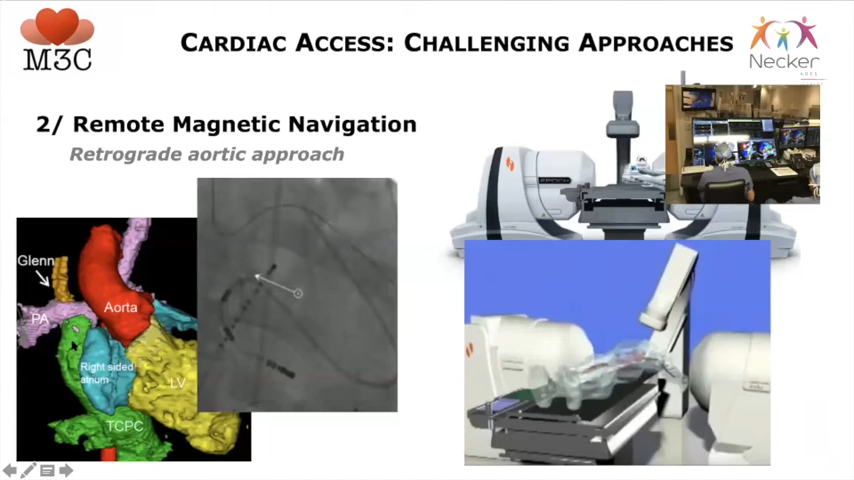 M3C
CARDIAC ACCESS: CHALLENGING APPROACHES
Necker
2/ Remote Magnetic Navigation
Retrograde aortic approach
Glenn
PA
Aorta
Right sided
atrium
LV
TCPC